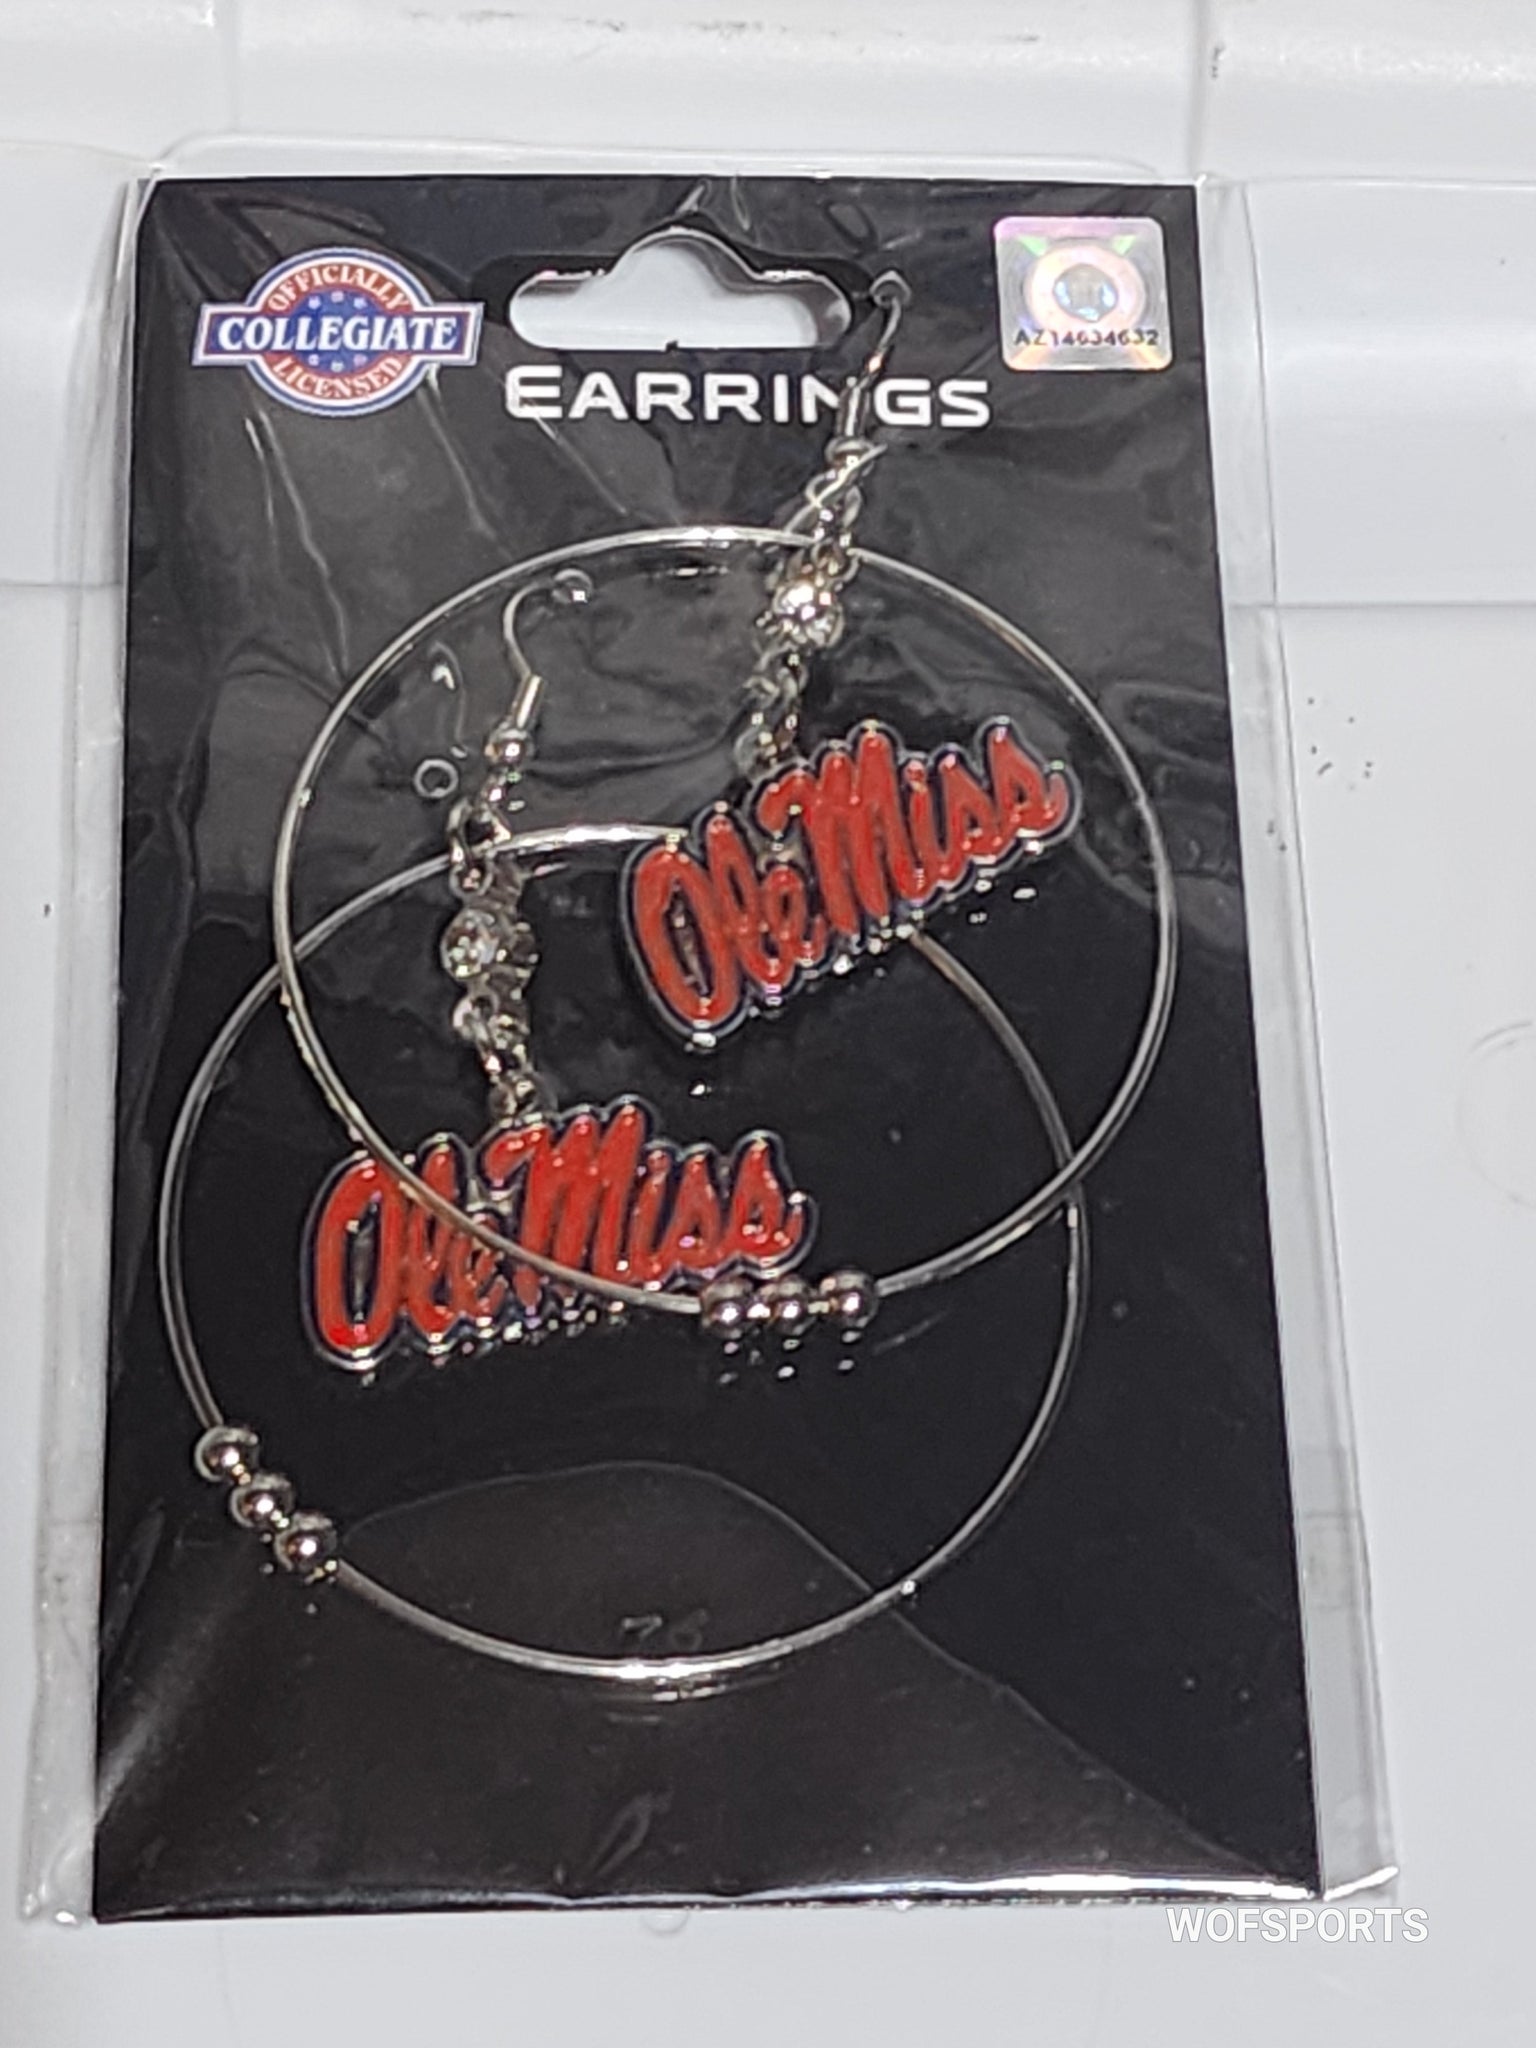 OFFICIALLY
COLLEGIATE
LICENSED
AZ14634632
EARRINGS
Ole Miss
Ole Miss
WOFSPORTS